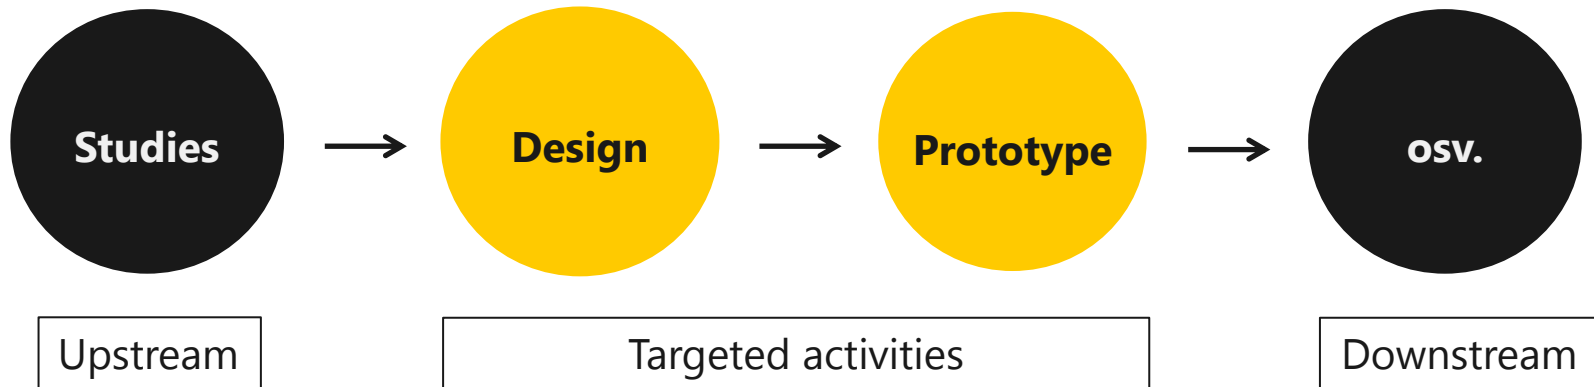 Studies
Design
Prototype
osv.
Upstream
Targeted activities
Downstream